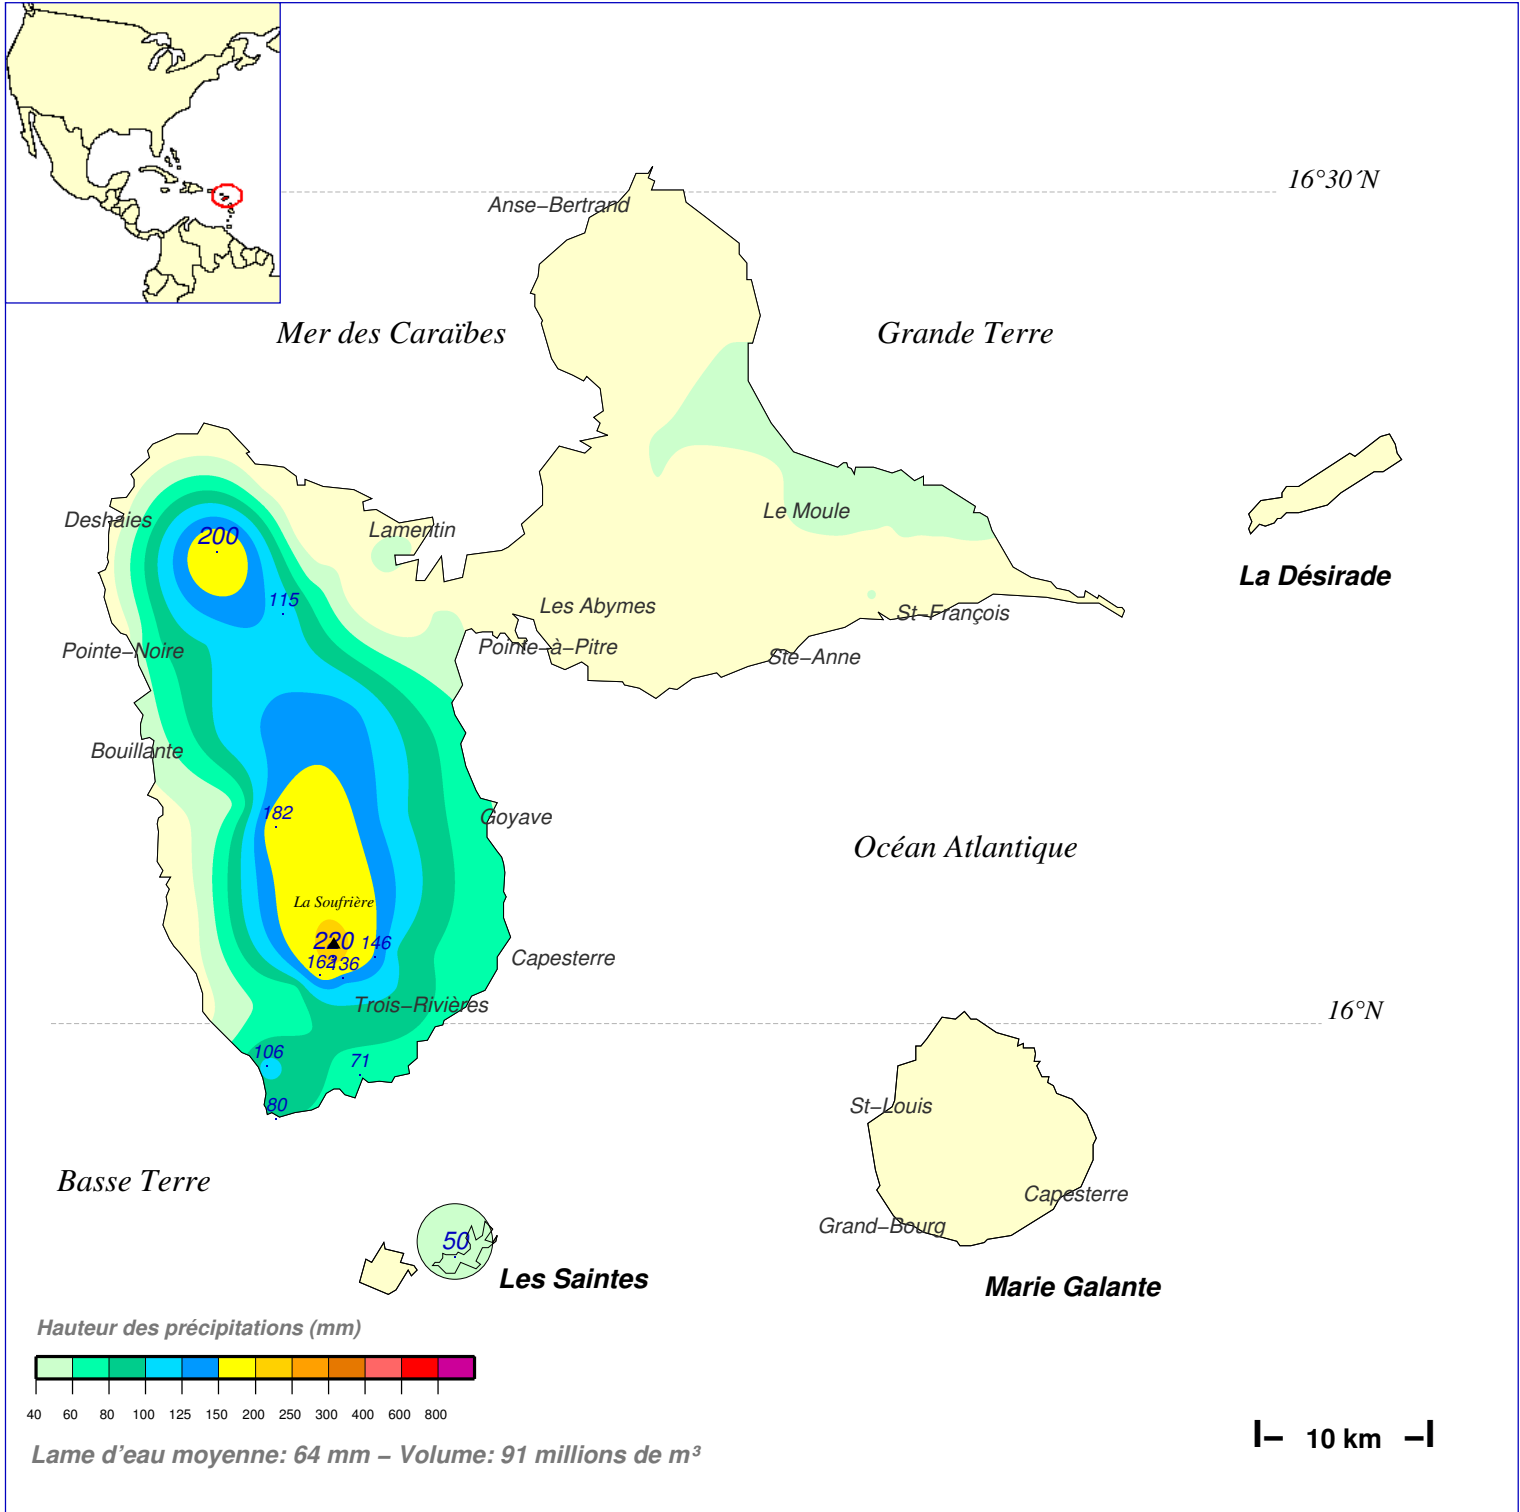 16°30´N
Anse–Bertrand
Mer des Caraïbes
Grande Terre
Deshaies
200
Lamentin
Le Moule
La Désirade
115
Les Abymes
St–François
Pointe–Noire
Pointe–à–Pitre
Ste–Anne
Bouillante
182
Goyave
Océan Atlantique
La Soufrière
220
146
162
136
Capesterre
Trois–Rivières
16°N
106
71
80
St–Louis
Basse Terre
Capesterre
Grand–Bourg
50
Les Saintes
Marie Galante
Hauteur des précipitations (mm)
40 60 80 100 125 150 200 250 300 400 600 800
10 km
Lame d'eau moyenne: 64 mm – Volume: 91 millions de m³